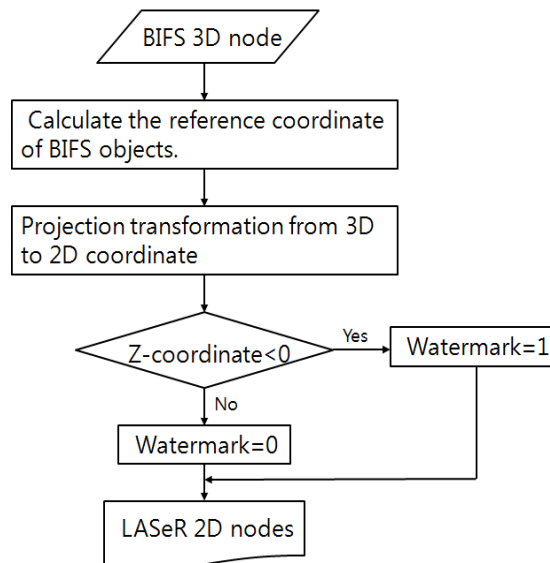 BIFS 3D node
Calculate the reference coordinate
of BIFS objects.
Projection transformation from 3D
to 2D coordinate
Z-coordinate<0
Yes
Watermark=1
No
Watermark=0
LASeR 2D nodes